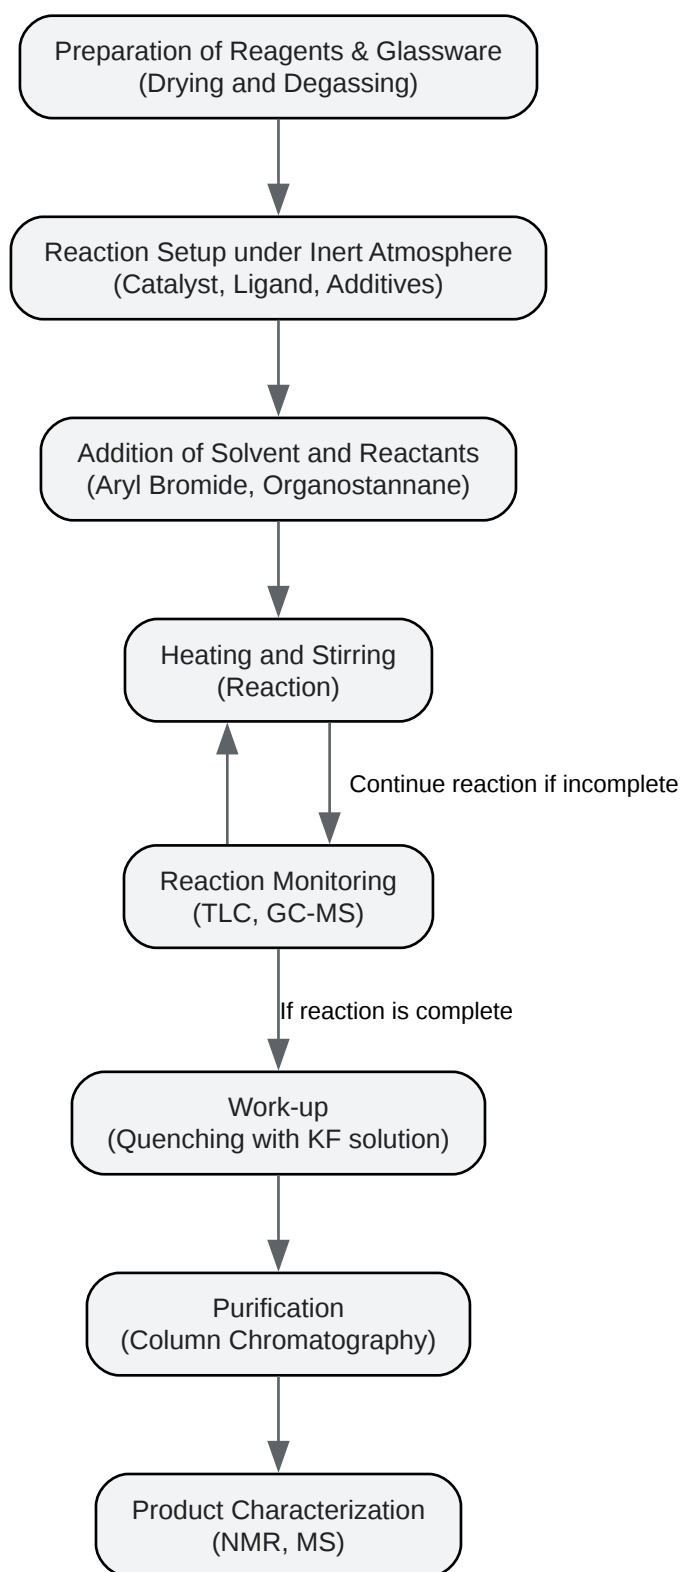 Preparation of Reagents & Glassware
(Drying and Degassing)
Reaction Setup under Inert Atmosphere
(Catalyst, Ligand, Additives)
Addition of Solvent and Reactants
(Aryl Bromide, Organostannane)
Heating and Stirring
(Reaction)
Continue reaction if incomplete
Reaction Monitoring
(TLC, GC-MS)
If reaction is complete
Work-up
(Quenching with KF solution)
Purification
(Column Chromatography)
Product Characterization
(NMR, MS)